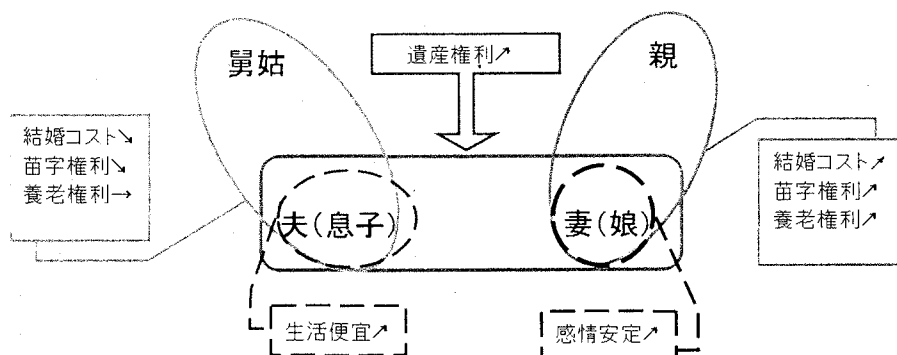 遺産権利↗
舅姑
親
結婚コスト↘
苗字権利↘
養老権利→
結婚コスト↗
苗字権利↗
養老権利↗
夫(息子)
妻(娘)
生活便宜↗
感情安定↗